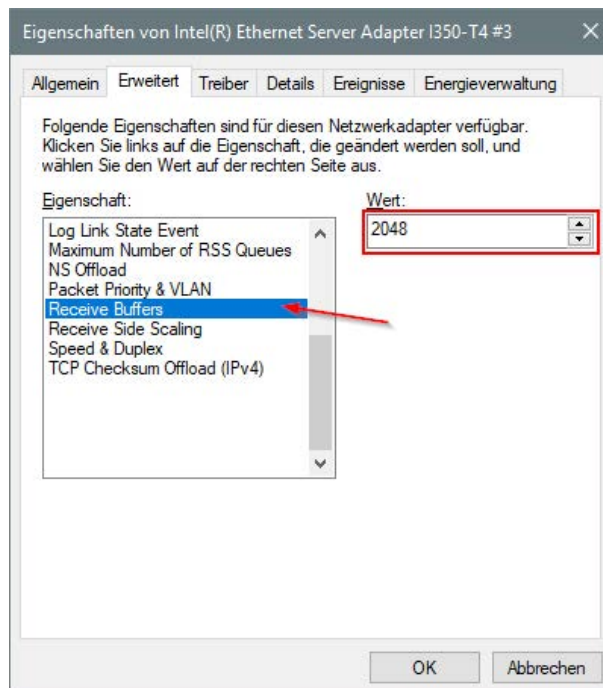 Eigenschaften von Intel(R) Ethernet Server Adapter I350-T4 #3
Allgemein Erweitert Treiber Details Ereignisse Energieverwaltung
Folgende Eigenschaften sind für diesen Netzwerkadapter verfügbar.
Klicken Sie links auf die Eigenschaft, die geändert werden soll, und
wählen Sie den Wert auf der rechten Seite aus.
Eigenschaft:
Log Link State Event
Maximum Number of RSS Queues
NS Offload
Packet Priority & VLAN
Receive Buffers
Receive Side Scaling
Speed & Duplex
TCP Checksum Offload (IPv4)
Wert:
2048
OK Abbrechen